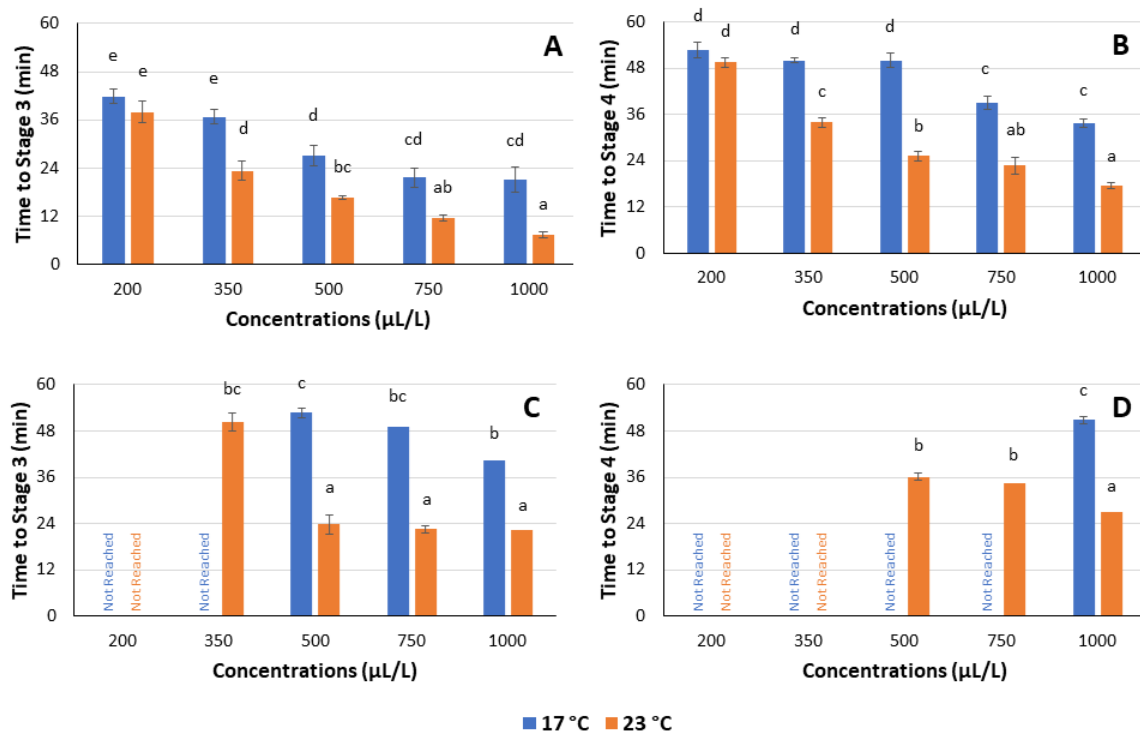 60
48
36
24
12
0
Time to Stage 3 (min)
A
e
e
e
d
d
bc
cd
ab
cd
a
200 350 500 750 1000
Concentrations (µL/L)
60
48
36
24
12
0
Time to Stage 4 (min)
B
d
d
d
c
d
b
c
ab
c
a
200 350 500 750 1000
Concentrations (µL/L)
60
48
36
24
12
0
Time to Stage 3 (min)
C
Not Reached
Not Reached
Not Reached
bc
c
a
bc
a
b
a
200 350 500 750 1000
Concentrations (µL/L)
60
48
36
24
12
0
Time to Stage 4 (min)
D
Not Reached
Not Reached
Not Reached
Not Reached
Not Reached
b
Not Reached
b
c
a
200 350 500 750 1000
Concentrations (µL/L)
17 °C 23 °C